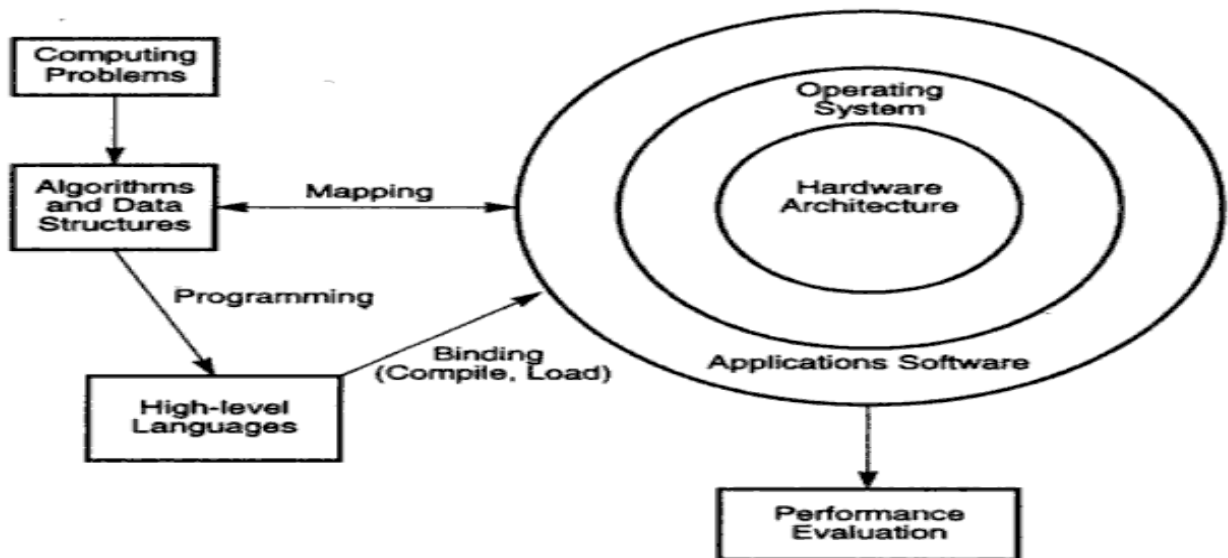 Computing
Problems
Algorithms
and Data
Structures
Mapping
Programming
High-level
Languages
Binding
(Compile, Load)
Operating
System
Hardware
Architecture
Applications Software
Performance
Evaluation